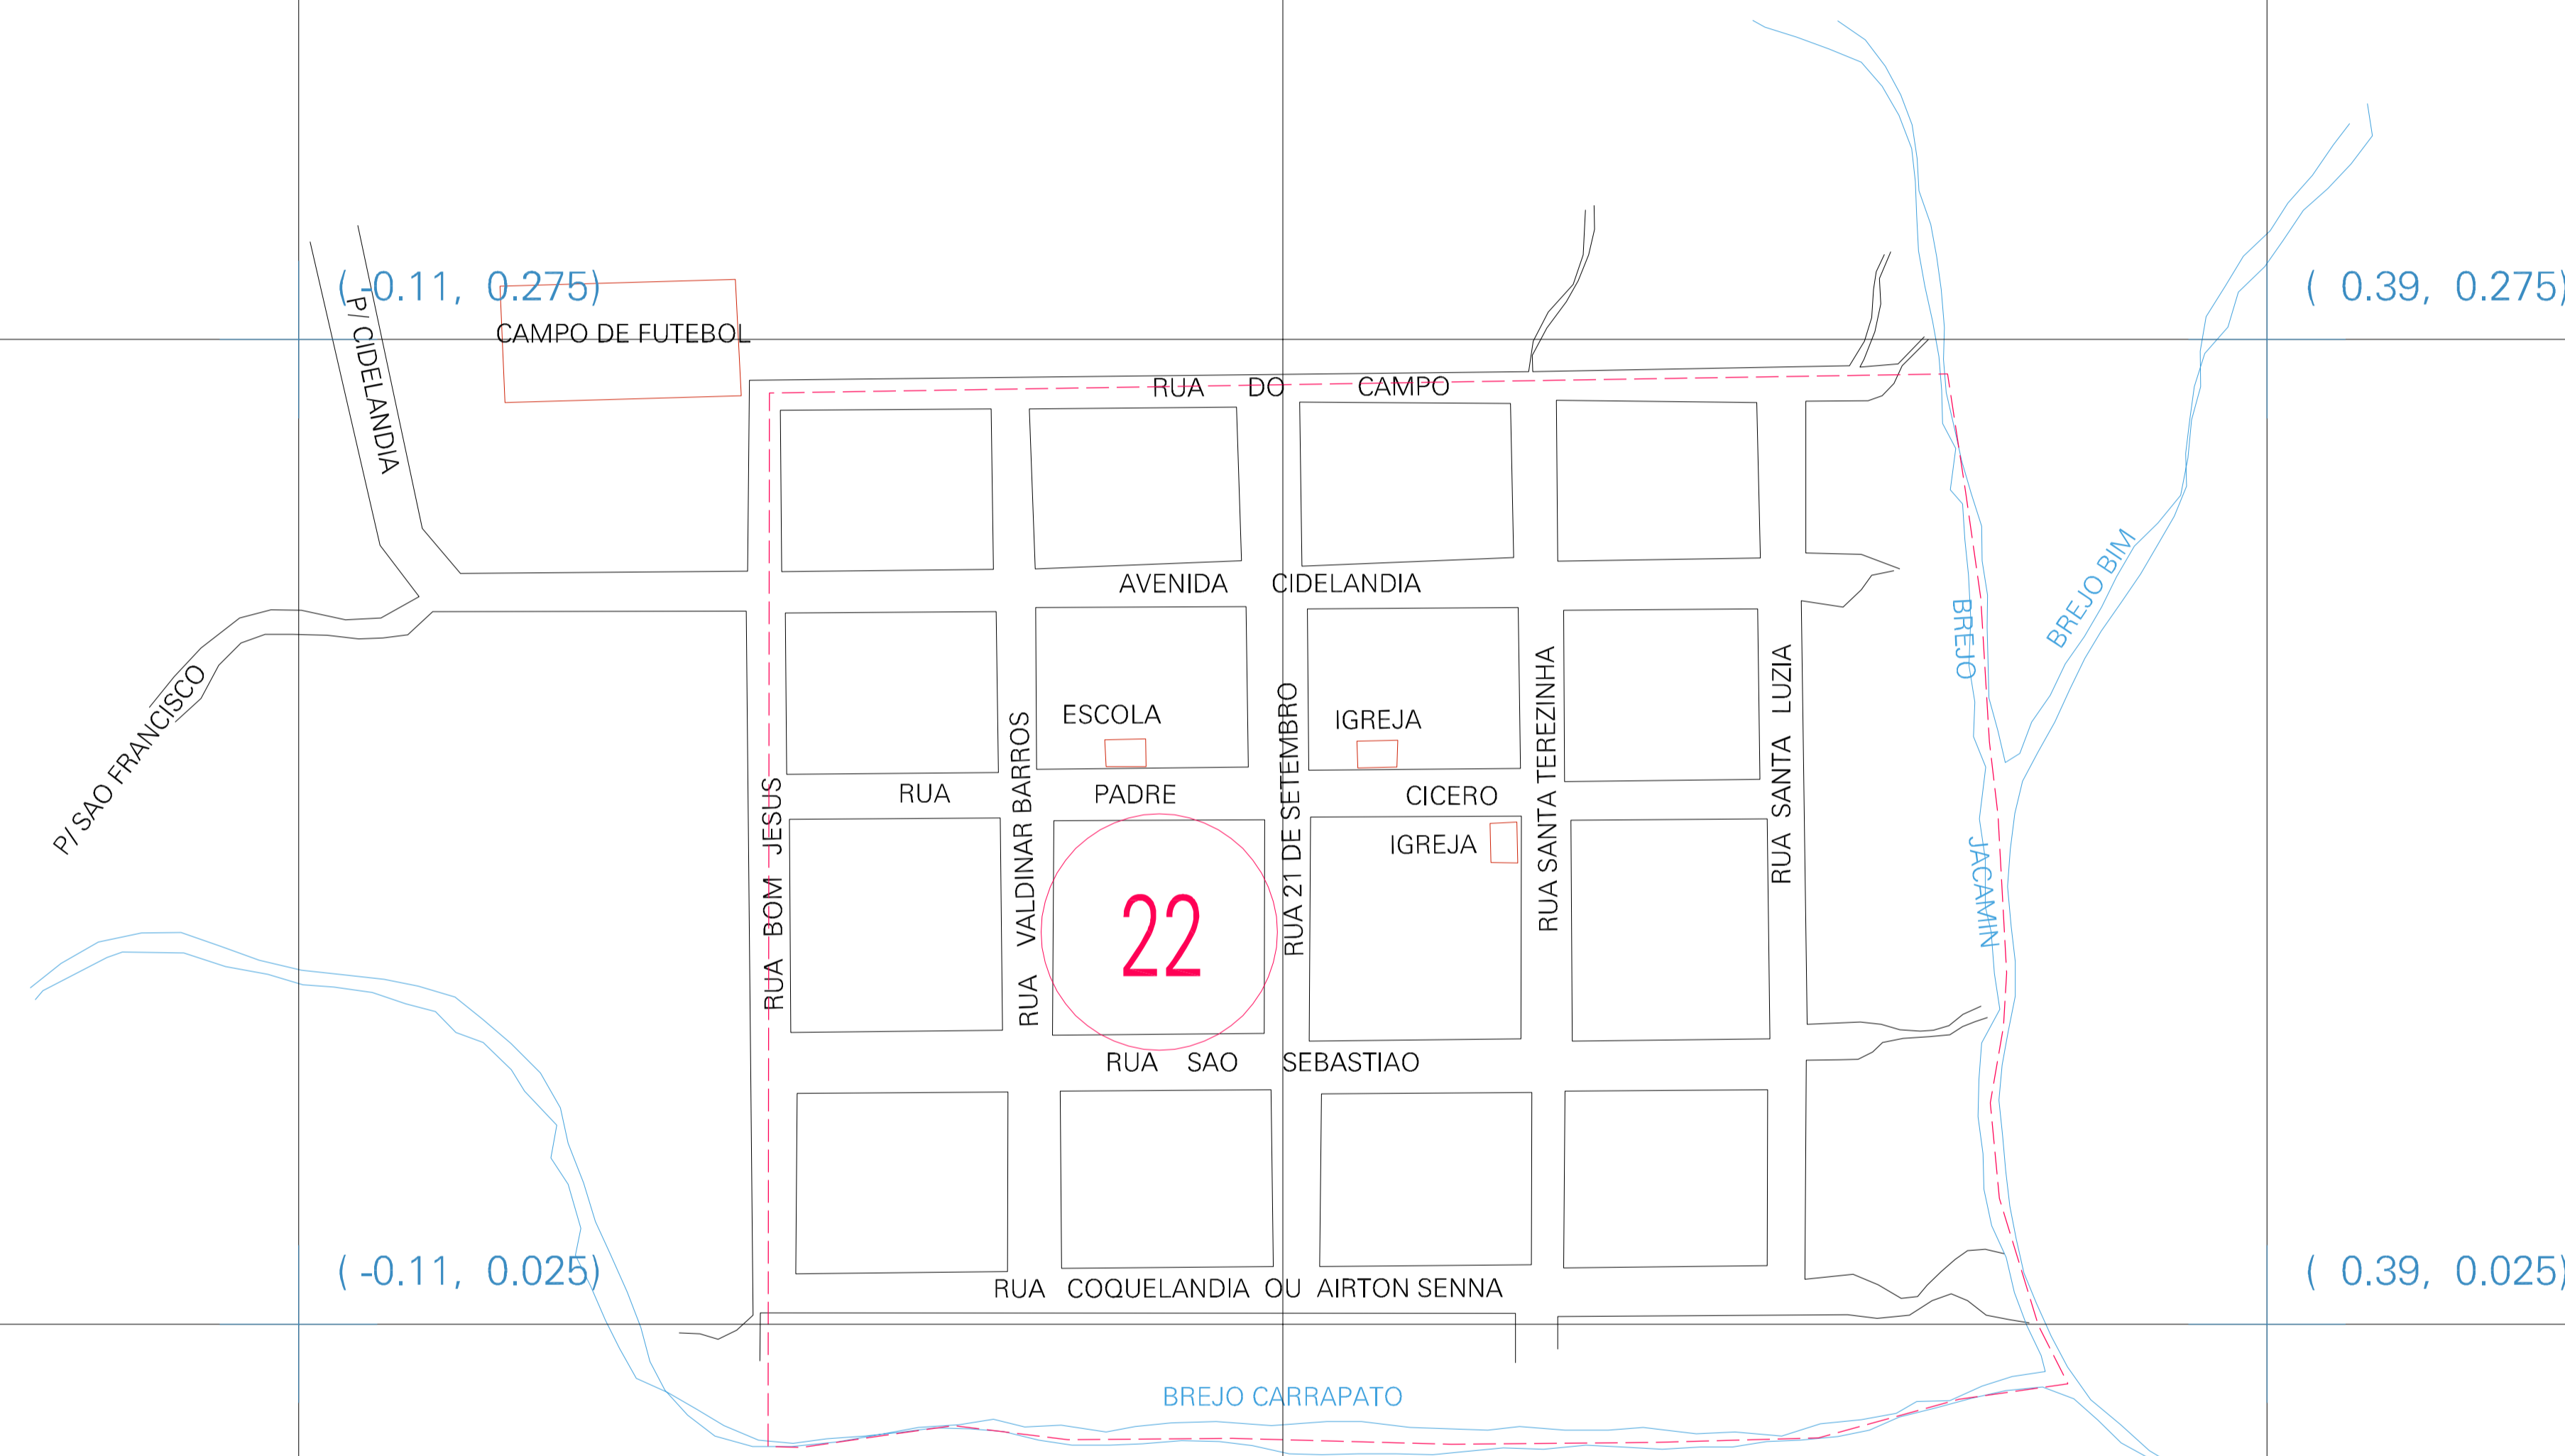 ( -0.11, 0.275)
( 0.39, 0.275)
P/ CIDELANDIA
CAMPO DE FUTEBOL
RUA DO CAMPO
AVENIDA CIDELANDIA
BREJO BIM
BREJO JACAMIN
P/ SAO FRANCISCO
ESCOLA
IGREJA
RUA PADRE CICERO
IGREJA
RUA BOM JESUS
RUA VALDINAR BARROS
RUA 21 DE SETEMBRO
RUA SANTA TEREZINHA
RUA SANTA LUZIA
22
RUA SAO SEBASTIAO
( -0.11, 0.025)
( 0.39, 0.025)
RUA COQUELANDIA OU AIRTON SENNA
BREJO CARRAPATO